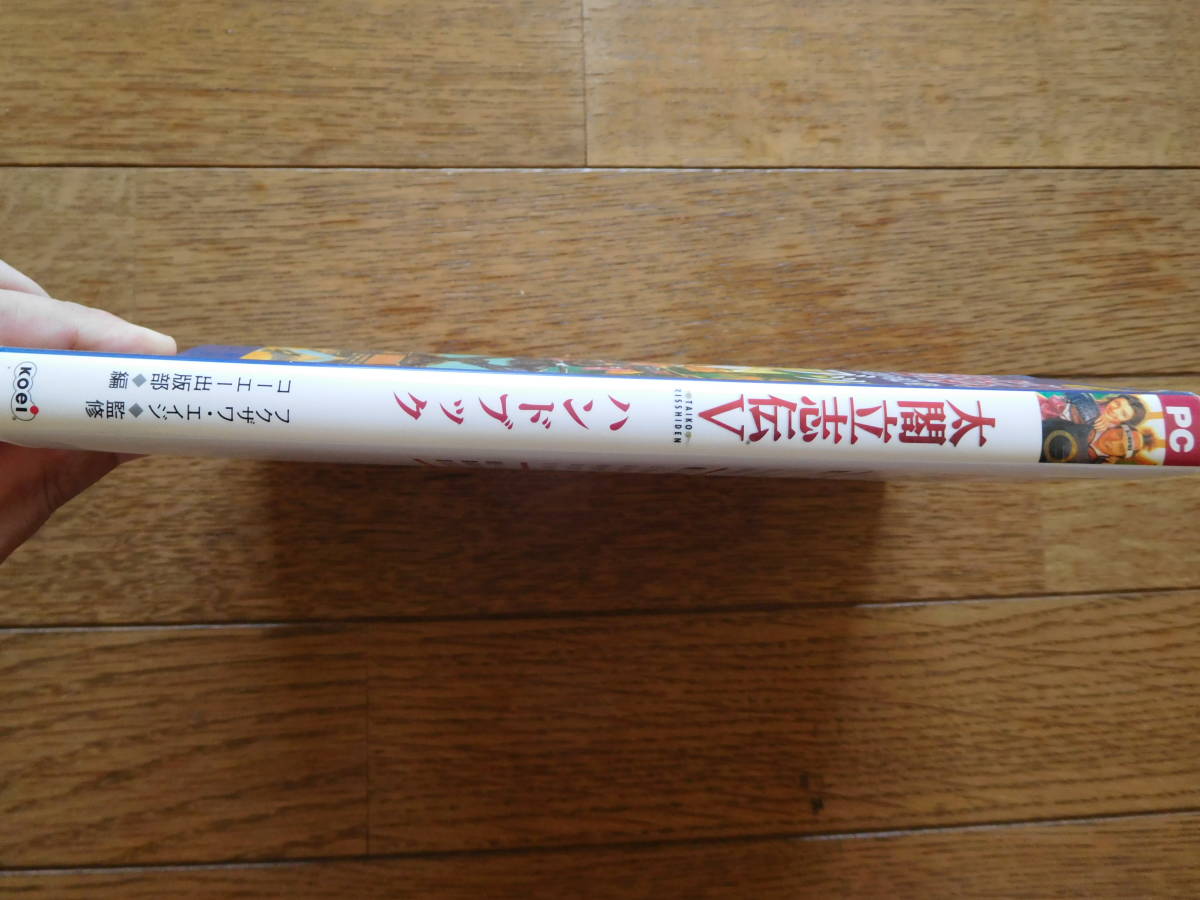 PC
太閤立志伝Ⅴ
TAIKO
RISSHIDEN
ハンドブック
フクザワ・エイジ◆監修
コーエー出版部◆編
KOEI